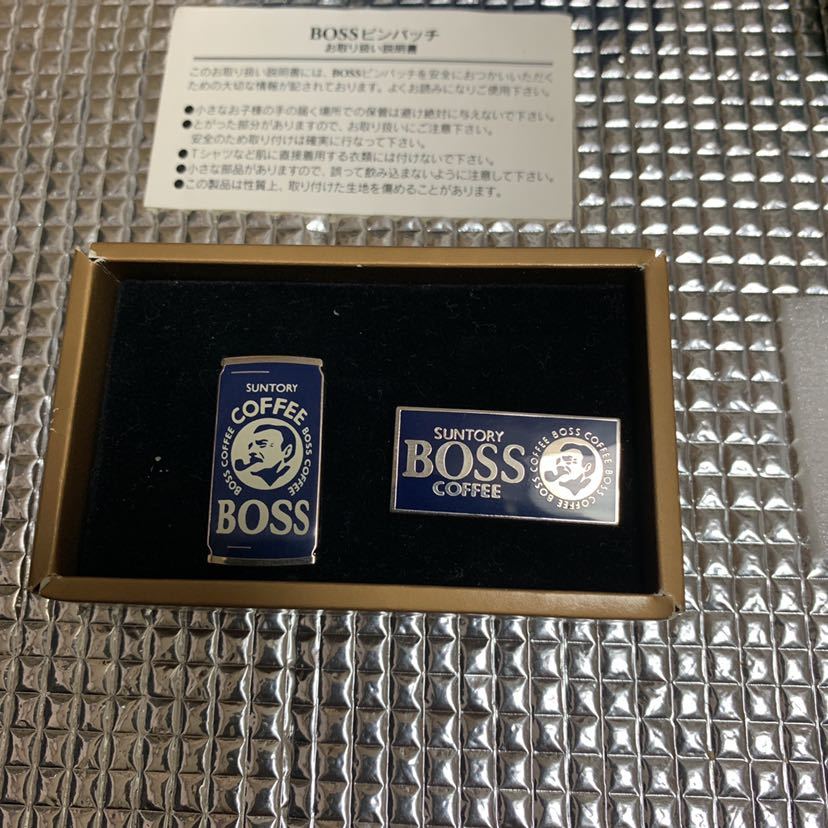 BOSSピンバッチ
お取り扱い説明書
このお取り扱い説明書には、BOSSピンバッチを安全におつかいいただく
ための大切な情報が記されております。よくお読みになりご使用下さい。
●小さなお子様の手の届く場所での保管は避け絶対に与えないで下さい。
●とがった部分がありますので、お取り扱いにご注意下さい。
安全のため取り付けは確実に行なって下さい。
●Tシャツなど肌に直接着用する衣類には付けないで下さい。
●小さな部品がありますので、誤って飲み込まないように注意して下さい。
●この製品は性質上、取り付けた生地を傷めることがあります。
SUNTORY
COFFEE
BOSS COFFEE
BOSS COFFEE
BOSS
SUNTORY
BOSS
COFFEE
BOSS COFFEE BOSS COFFEE BOSS COFFEE